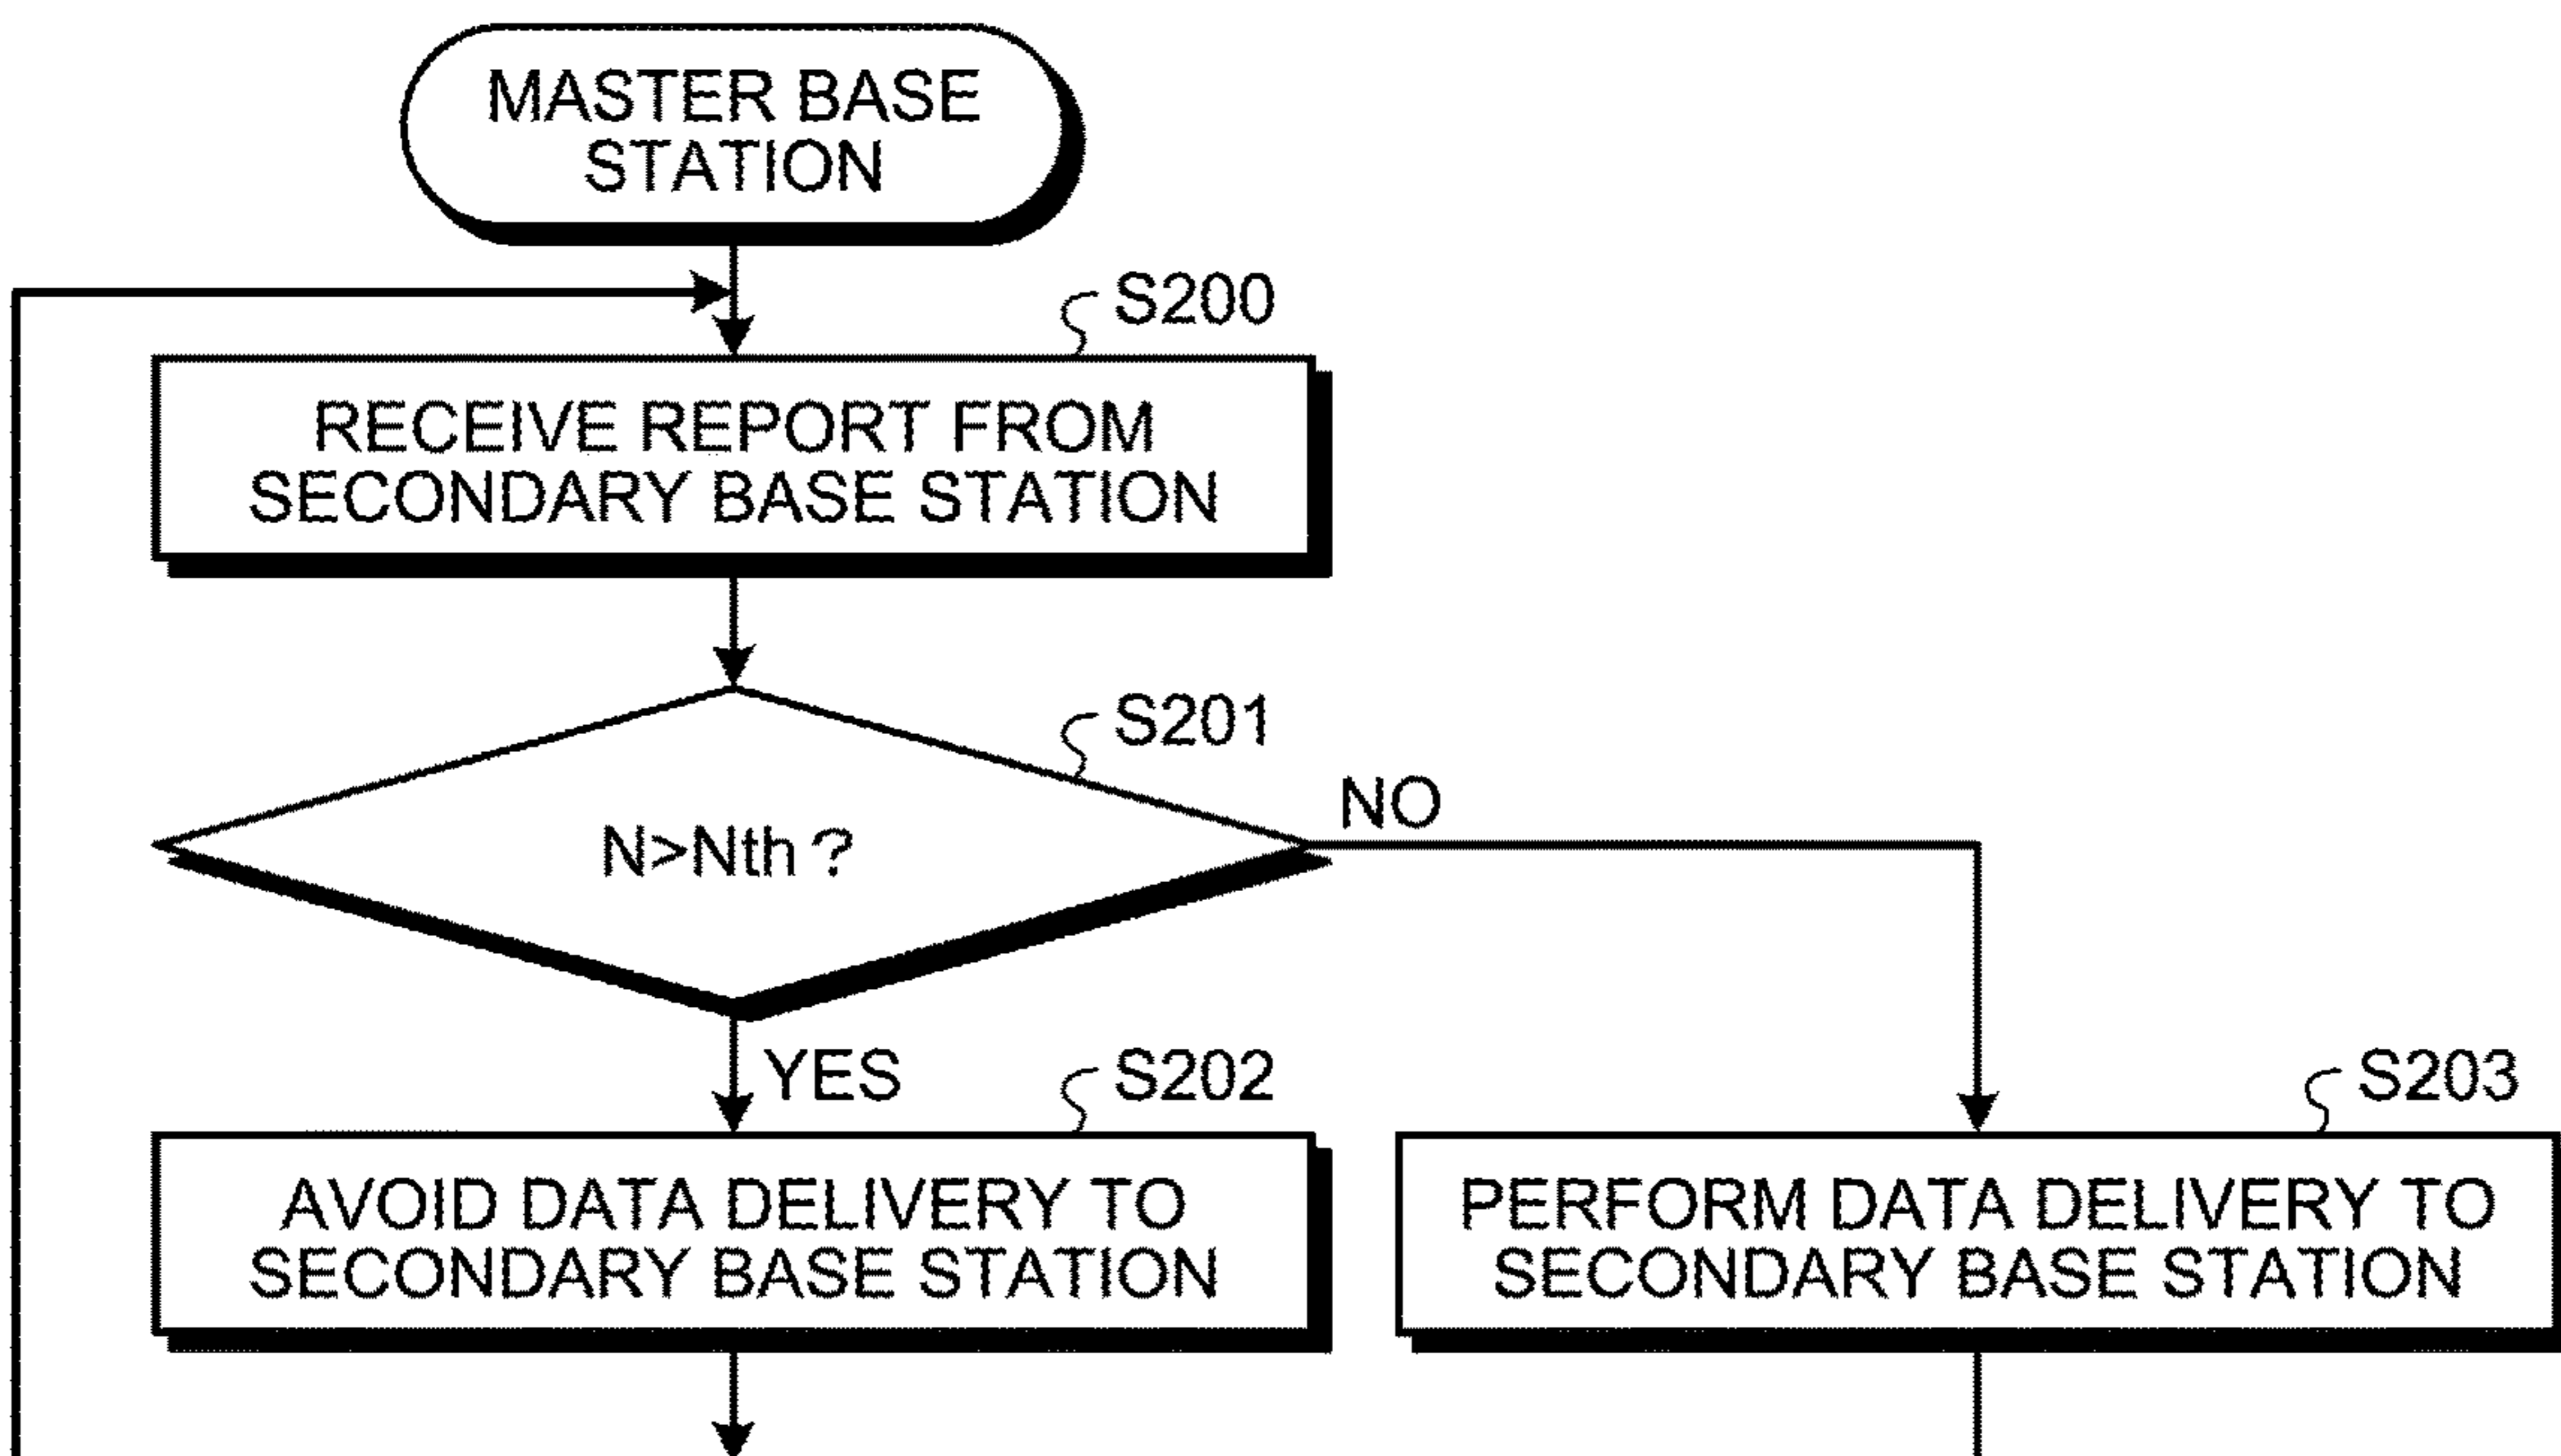 MASTER BASE
STATION
S200
RECEIVE REPORT FROM
SECONDARY BASE STATION
S201
N>Nth ?
NO
YES
S202
S203
AVOID DATA DELIVERY TO
SECONDARY BASE STATION
PERFORM DATA DELIVERY TO
SECONDARY BASE STATION